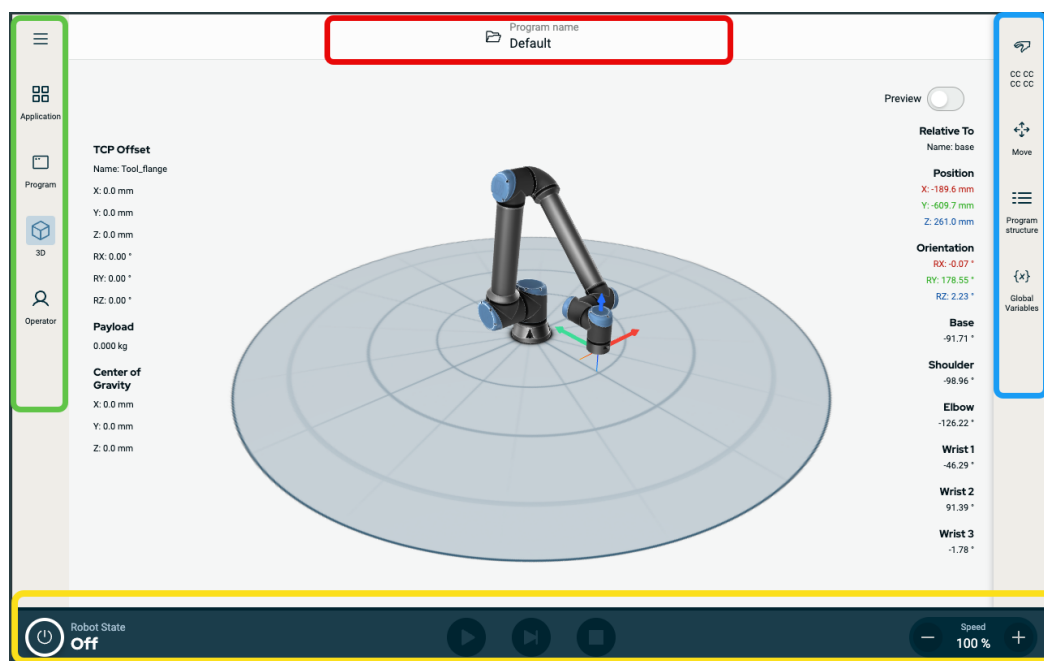 Program name
Default
Application
Program
3D
Operator
TCP Offset
Name: Tool_flange
X: 0.0 mm
Y: 0.0 mm
Z: 0.0 mm
RX: 0.00 °
RY: 0.00 °
RZ: 0.00 °
Payload
0.000 kg
Center of
Gravity
X: 0.0 mm
Y: 0.0 mm
Z: 0.0 mm
Preview
Relative To
Name: base
Position
X: -189.6 mm
Y: -609.7 mm
Z: 261.0 mm
Orientation
RX: -0.07 °
RY: 178.55 °
RZ: 2.23 °
Base
-91.71 °
Shoulder
-98.96 °
Elbow
-126.22 °
Wrist 1
-46.29 °
Wrist 2
91.39 °
Wrist 3
-1.78 °
CC CC
CC CC
Move
Program
structure
{x}
Global
Variables
Robot State
Off
Speed
100 %